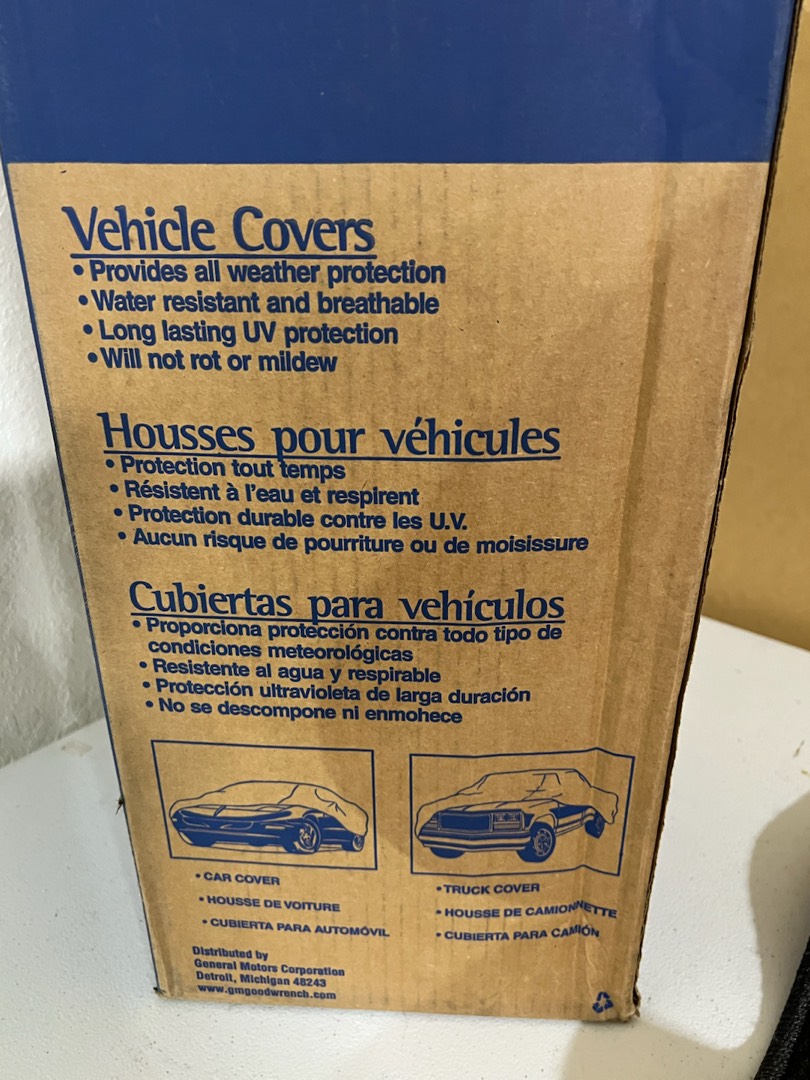 Vehicle Covers
• Provides all weather protection
• Water resistant and breathable
• Long lasting UV protection
• Will not rot or mildew
Housses pour véhicules
• Protection tout temps
• Résistent à l'eau et respirent
• Protection durable contre les U.V.
• Aucun risque de pourriture ou de moisissure
Cubiertas para vehículos
• Proporciona protección contra todo tipo de
condiciones meteorológicas
• Resistente al agua y respirable
• Protección ultravioleta de larga duración
• No se descompone ni enmohece
• CAR COVER
• HOUSSE DE VOITURE
• CUBIERTA PARA AUTOMÓVIL
• TRUCK COVER
• HOUSSE DE CAMIONNETTE
• CUBIERTA PARA CAMIÓN
Distributed by
General Motors Corporation
Detroit, Michigan 48243
www.gmgoodwrench.com